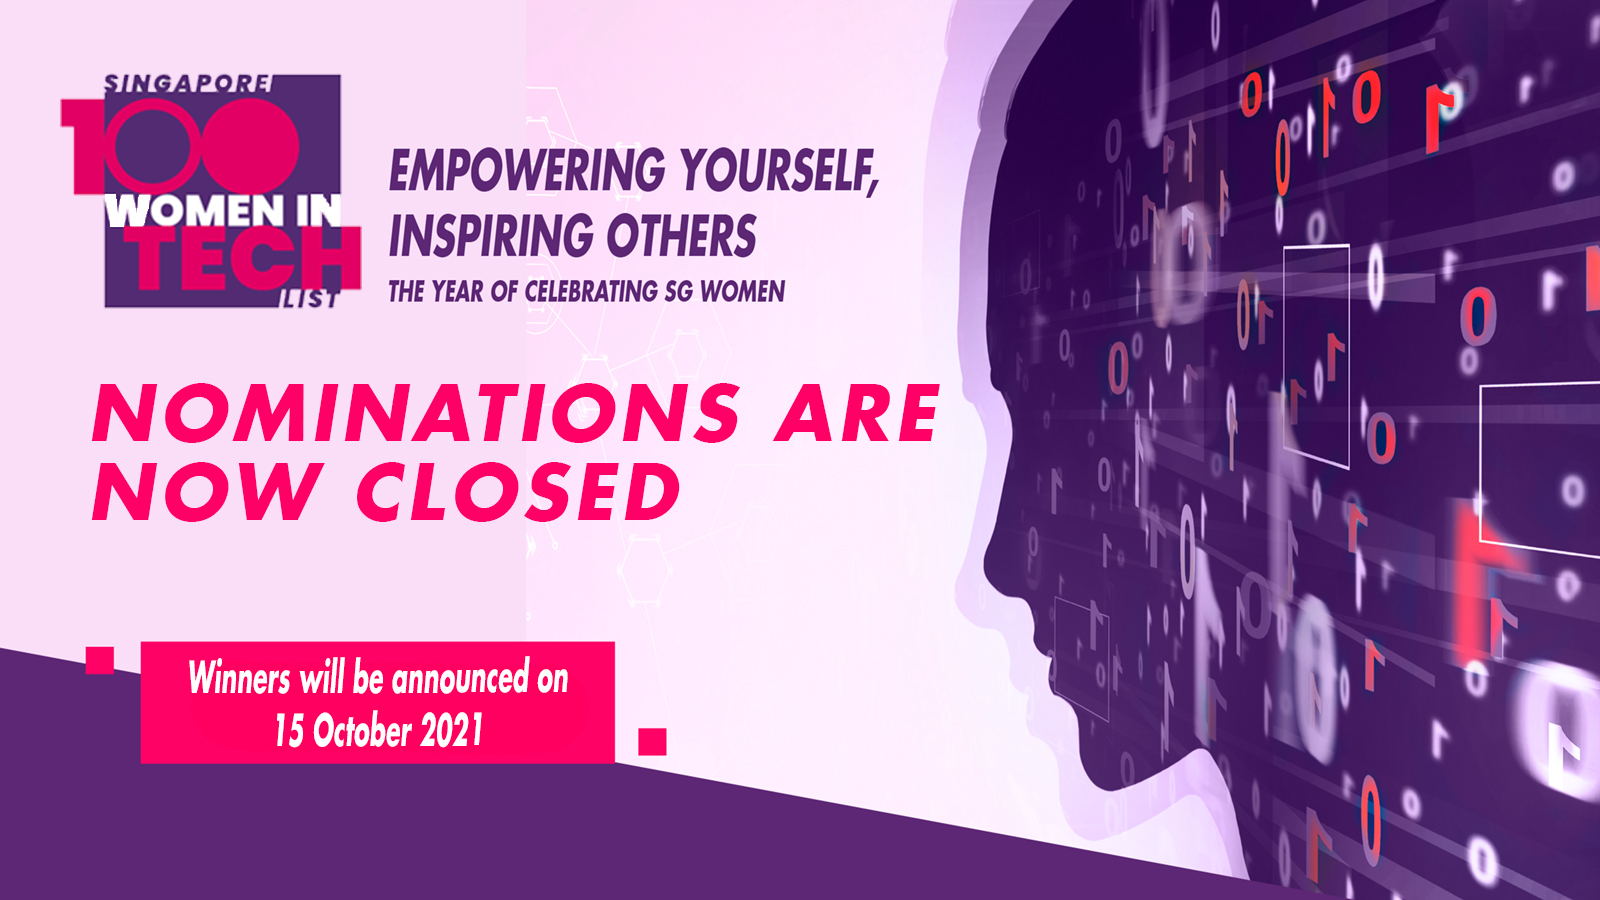 SINGAPORE
100
WOMEN IN
TECH
LIST
EMPOWERING YOURSELF,
INSPIRING OTHERS
THE YEAR OF CELEBRATING SG WOMEN
NOMINATIONS ARE
NOW CLOSED
Winners will be announced on
15 October 2021